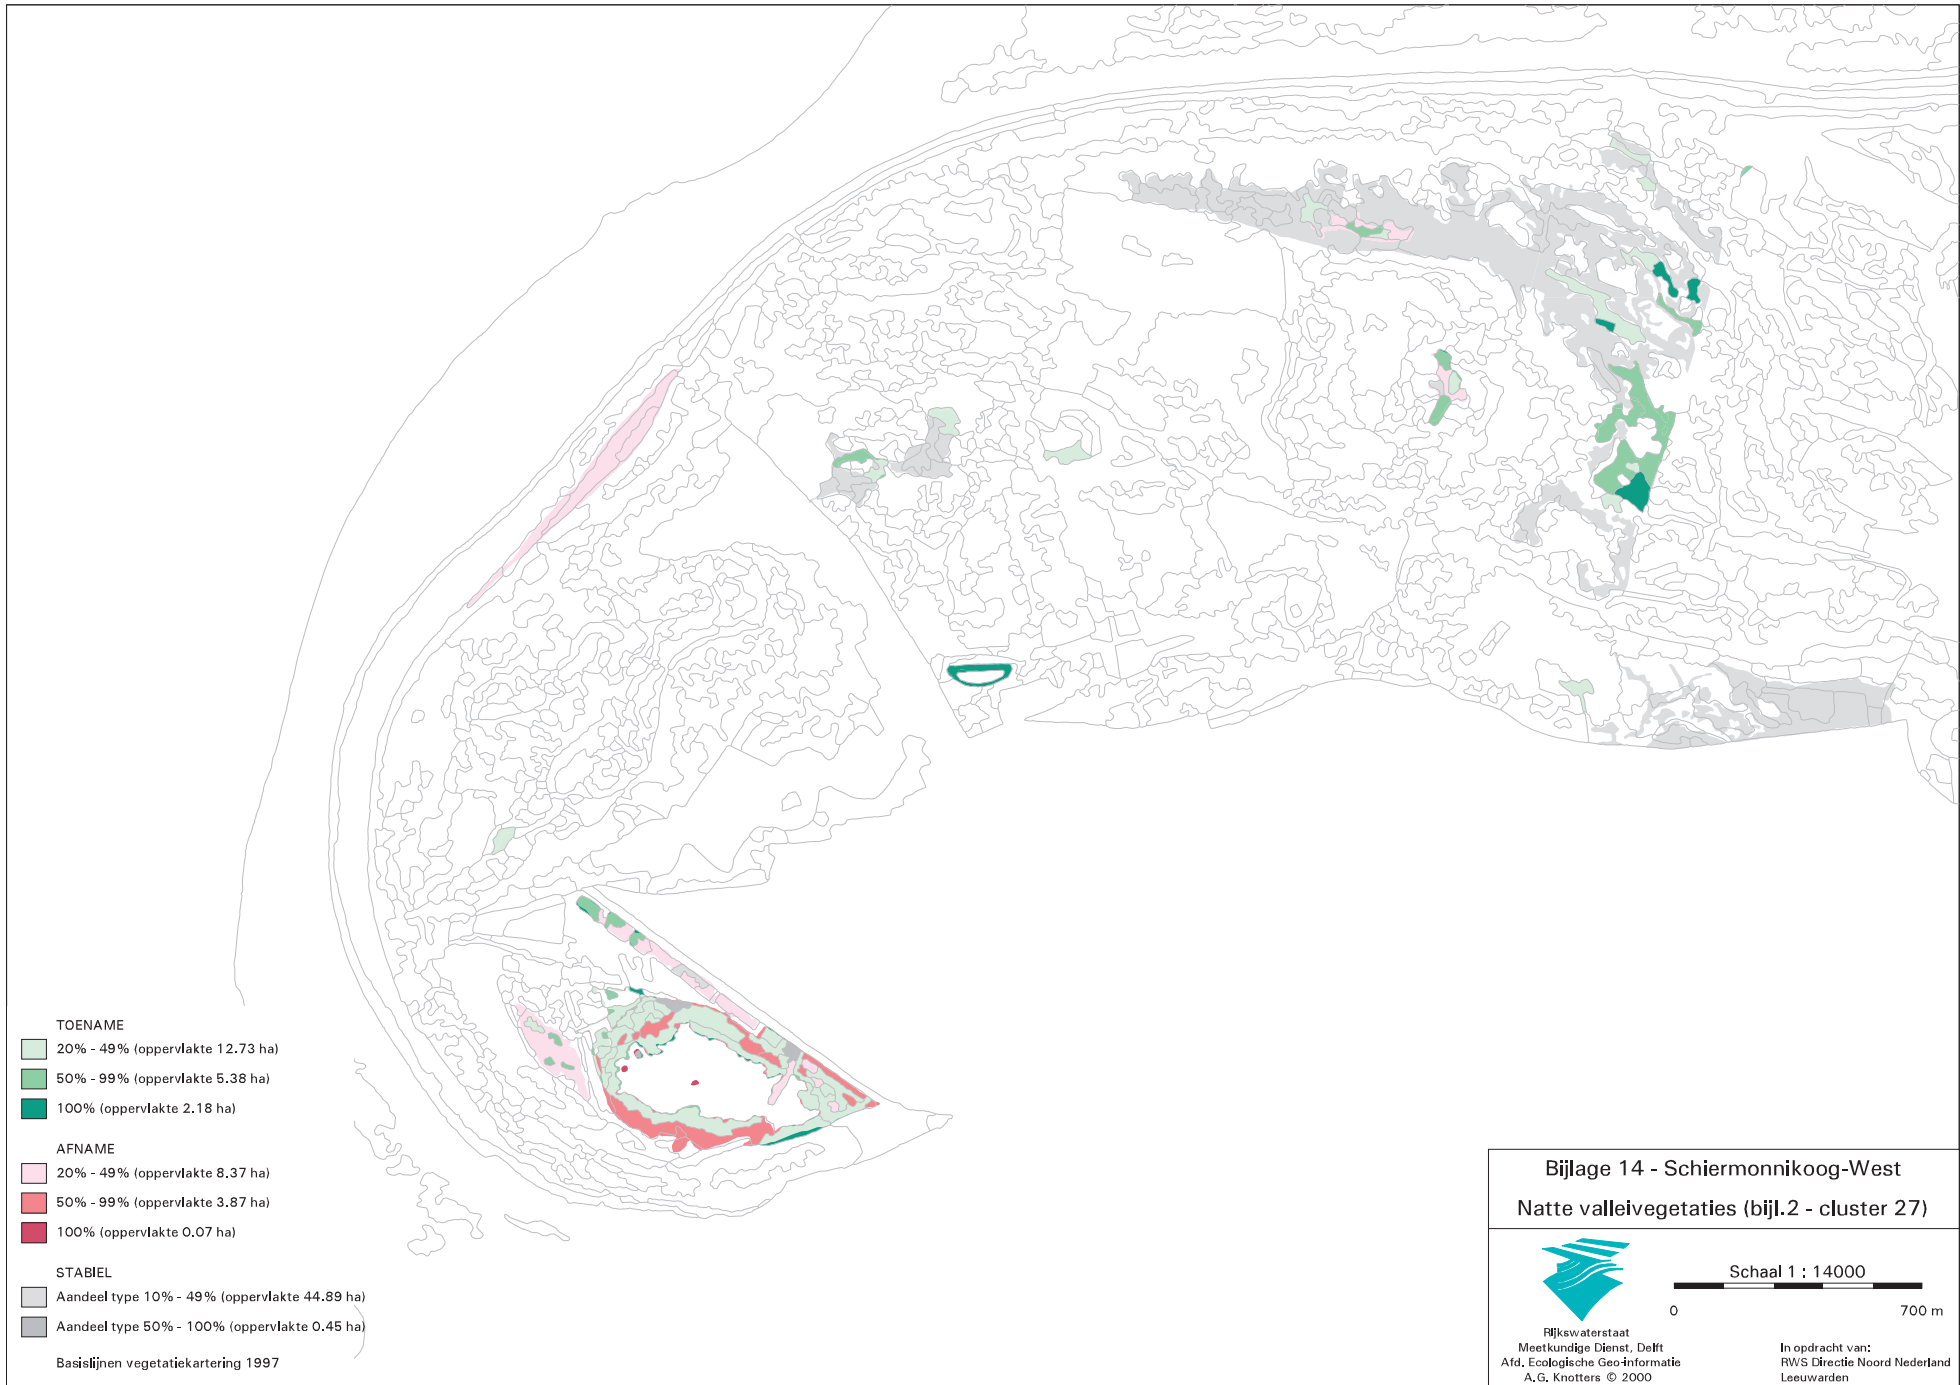 TOENAME
20% - 49% (oppervlakte 12.73 ha)
50% - 99% (oppervlakte 5.38 ha)
100% (oppervlakte 2.18 ha)
AFNAME
20% - 49% (oppervlakte 8.37 ha)
50% - 99% (oppervlakte 3.87 ha)
100% (oppervlakte 0.07 ha)
STABIEL
Aandeel type 10% - 49% (oppervlakte 44.89 ha)
Aandeel type 50% - 100% (oppervlakte 0.45 ha)
Basislijnen vegetatiekartering 1997
Bijlage 14 - Schiermonnikoog-West
Natte valleivegetaties (bijl.2 - cluster 27)
Schaal 1 : 14000
0 700 m
Rijkswaterstaat
Meetkundige Dienst, Delft
Afd. Ecologische Geo-informatie
A.G. Knotters © 2000
In opdracht van:
RWS Directie Noord Nederland
Leeuwarden